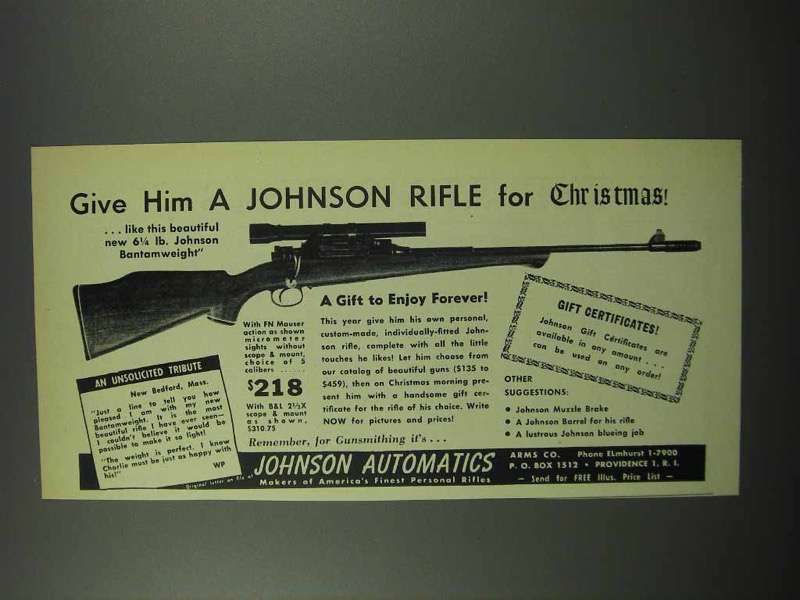 Give Him A JOHNSON RIFLE for Christmas!
. . . like this beautiful
new 6¼ lb. Johnson
Bantamweight"
A Gift to Enjoy Forever!
With FN Mauser
action as shown
micrometer
sights without
scope & mount,
choice of 5
calibers .....
$218
With B&L 2½X
scope & mount
as shown,
$310.75
This year give him his own personal,
custom-made, individually-fitted John-
son rifle, complete with all the little
touches he likes! Let him choose from
our catalog of beautiful guns ($135 to
$459), then on Christmas morning pre-
sent him with a handsome gift cer-
tificate for the rifle of his choice. Write
NOW for pictures and prices!
GIFT CERTIFICATES!
Johnson Gift Certificates are
available in any amount . . . .
can be used on any order!
OTHER
SUGGESTIONS:
● Johnson Muzzle Brake
● A Johnson Barrel for his rifle
● A lustrous Johnson blueing job
AN UNSOLICITED TRIBUTE
New Bedford, Mass.
"Just a line to tell you how
pleased I am with my new
Bantamweight. It is the most
beautiful rifle I have ever seen—
I couldn't believe it would be
possible to make it so light!
"The weight is perfect. I know
Charlie must be just as happy with
his!"
WP
Original letter on file at
Remember, for Gunsmithing it's . . .
JOHNSON AUTOMATICS
Makers of America's Finest Personal Rifles
ARMS CO. Phone ELmhurst 1-7900
P. O. BOX 1512 • PROVIDENCE 1, R. I.
— Send for FREE Illus. Price List —